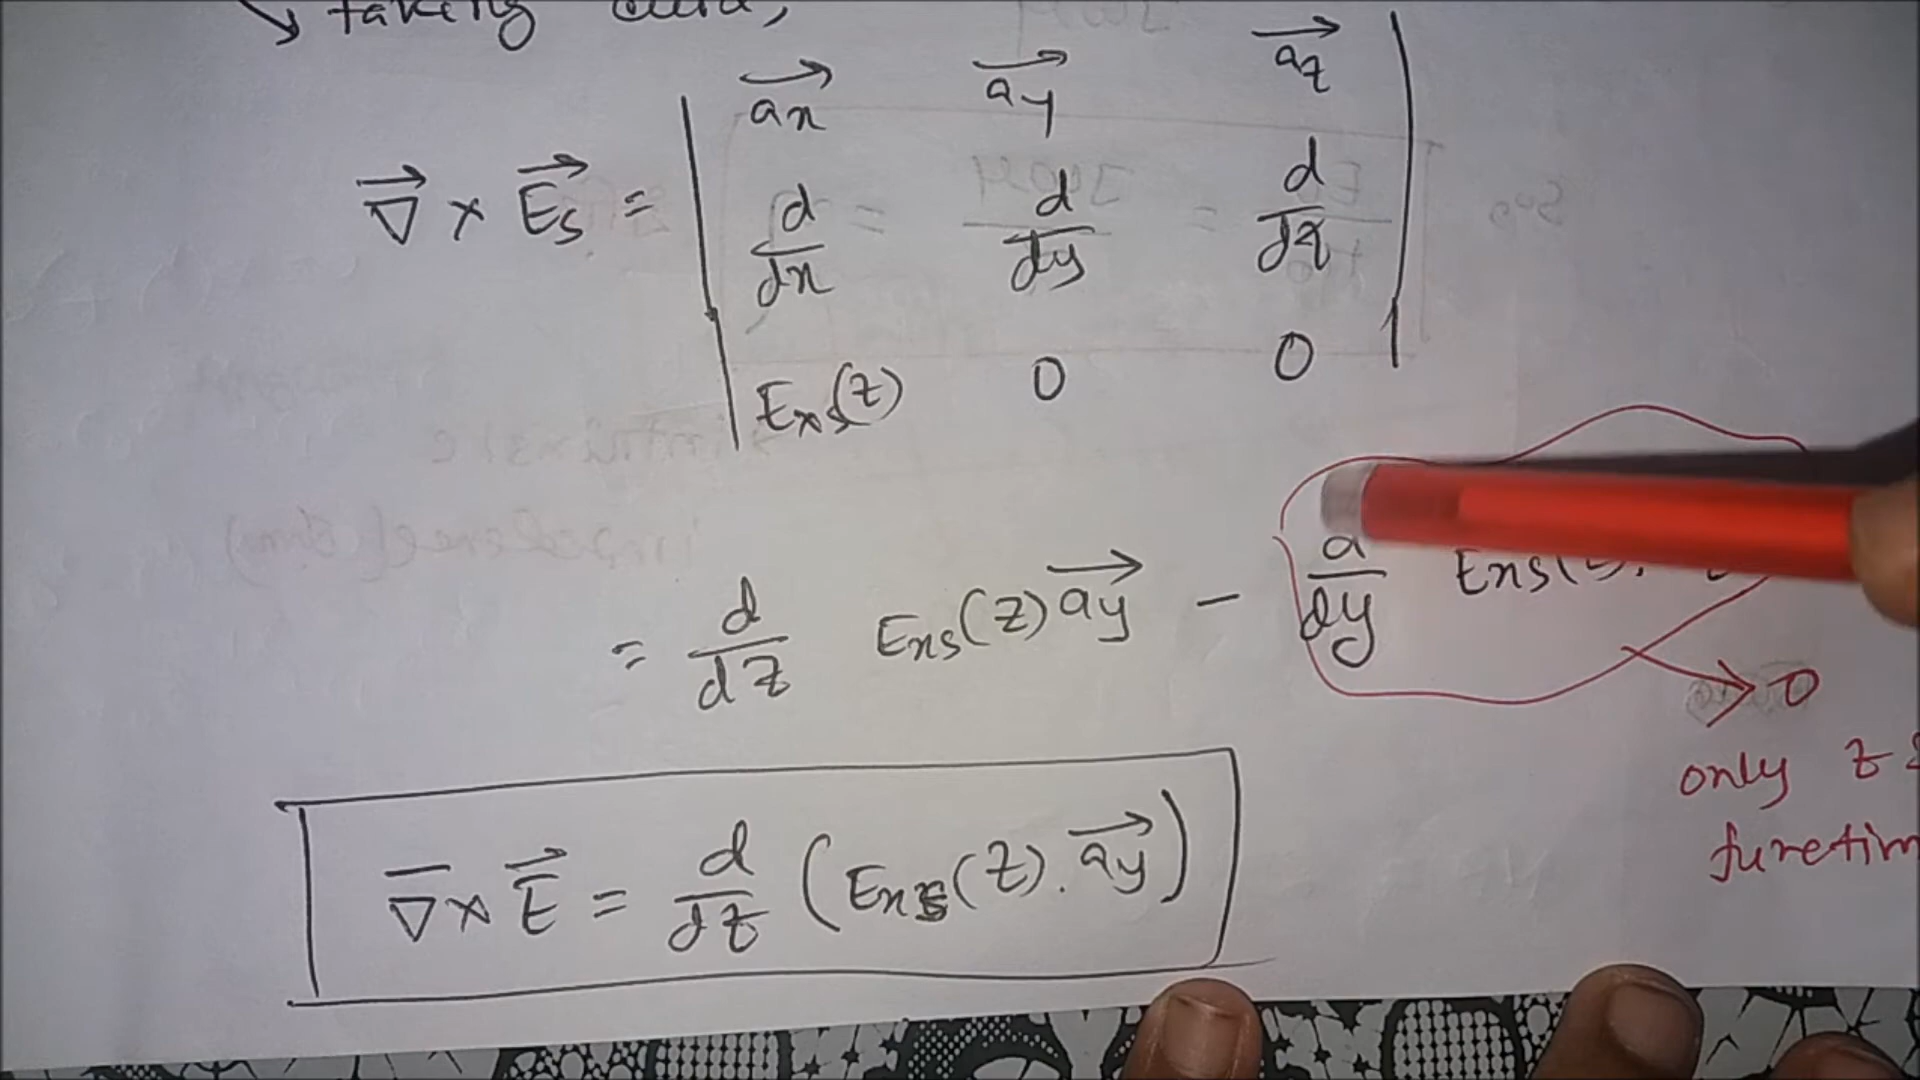 ↘ taking curl,
→ax →ay →az
→∇ × →Es = | d/dx d/dy d/dz |
Exs(z) 0 0
= d/dz Exs(z) →ay − d/dy Exs(
→ 0
only z
function
∇ × →E = d/dz (Exs(z). →ay)